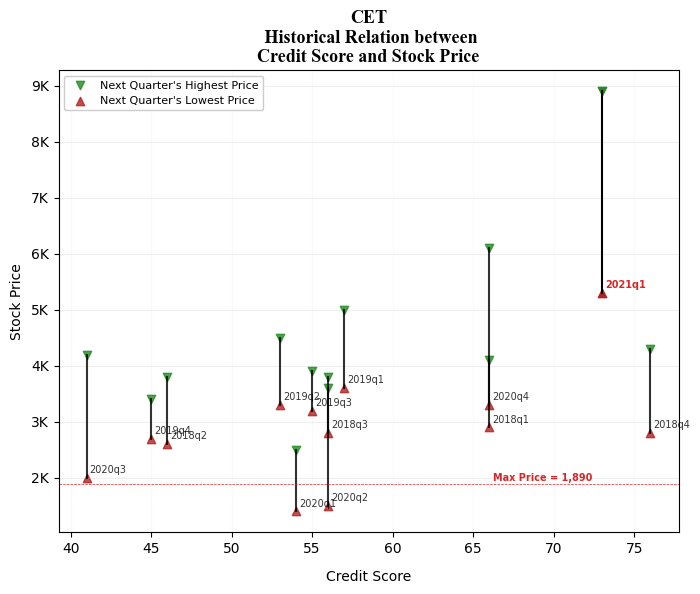 CET
Historical Relation between
Credit Score and Stock Price
Next Quarter's Highest Price
Next Quarter's Lowest Price
9K
8K
7K
6K
5K
4K
3K
2K
Stock Price
2021q1
2019q1
2019q2
2019q3
2020q4
2018q1
2018q3
2018q4
2019q4
2018q2
2020q3
Max Price = 1,890
2020q1
2020q2
40 45 50 55 60 65 70 75
Credit Score